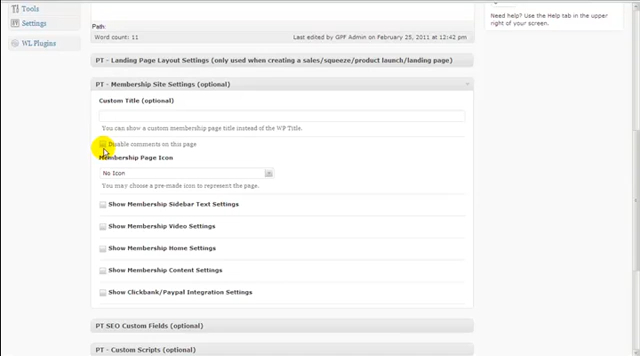 Tools
Settings
WL Plugins
Need help? Use the Help tab in the upper
right of your screen.
Path:
Word count: 11
Last edited by GPF Admin on February 25, 2011 at 12:42 pm
PT - Landing Page Layout Settings (only used when creating a sales/squeeze/product launch/landing page)
PT - Membership Site Settings (optional)
Custom Title (optional)
You can show a custom membership page title instead of the WP Title.
Disable comments on this page
Membership Page Icon
No Icon
You may choose a pre-made icon to represent the page.
Show Membership Sidebar Text Settings
Show Membership Video Settings
Show Membership Home Settings
Show Membership Content Settings
Show Clickbank/Paypal Integration Settings
PT SEO Custom Fields (optional)
PT - Custom Scripts (optional)